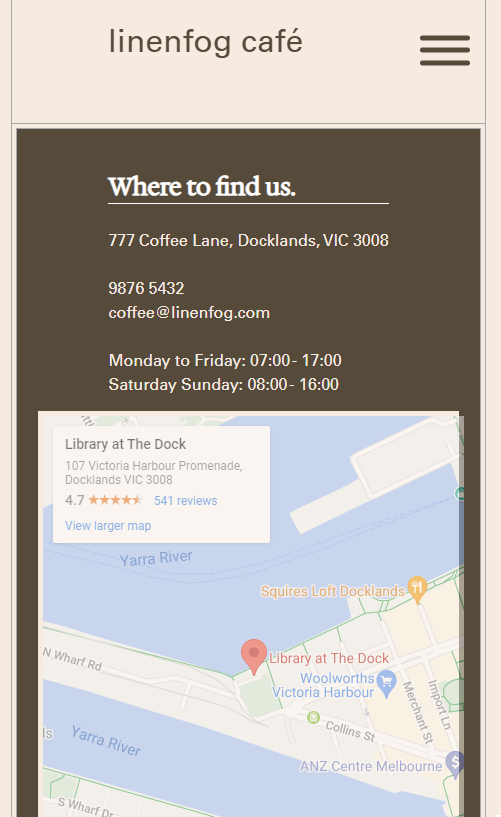 linenfog café
Where to find us.
777 Coffee Lane, Docklands, VIC 3008
9876 5432
coffee@linenfog.com
Monday to Friday: 07:00- 17:00
Saturday Sunday: 08:00- 16:00
Library at The Dock
107 Victoria Harbour Promenade,
Docklands VIC 3008
4.7
541 reviews
View larger map
Yarra River
Squires Loft Docklands
Library at The Dock
N Wharf Rd
Woolworths
Victoria Harbour
Merchant St
Import Ln
Collins St
ls
Yarra River
ANZ Centre Melbourne
$
S Wharf Dr